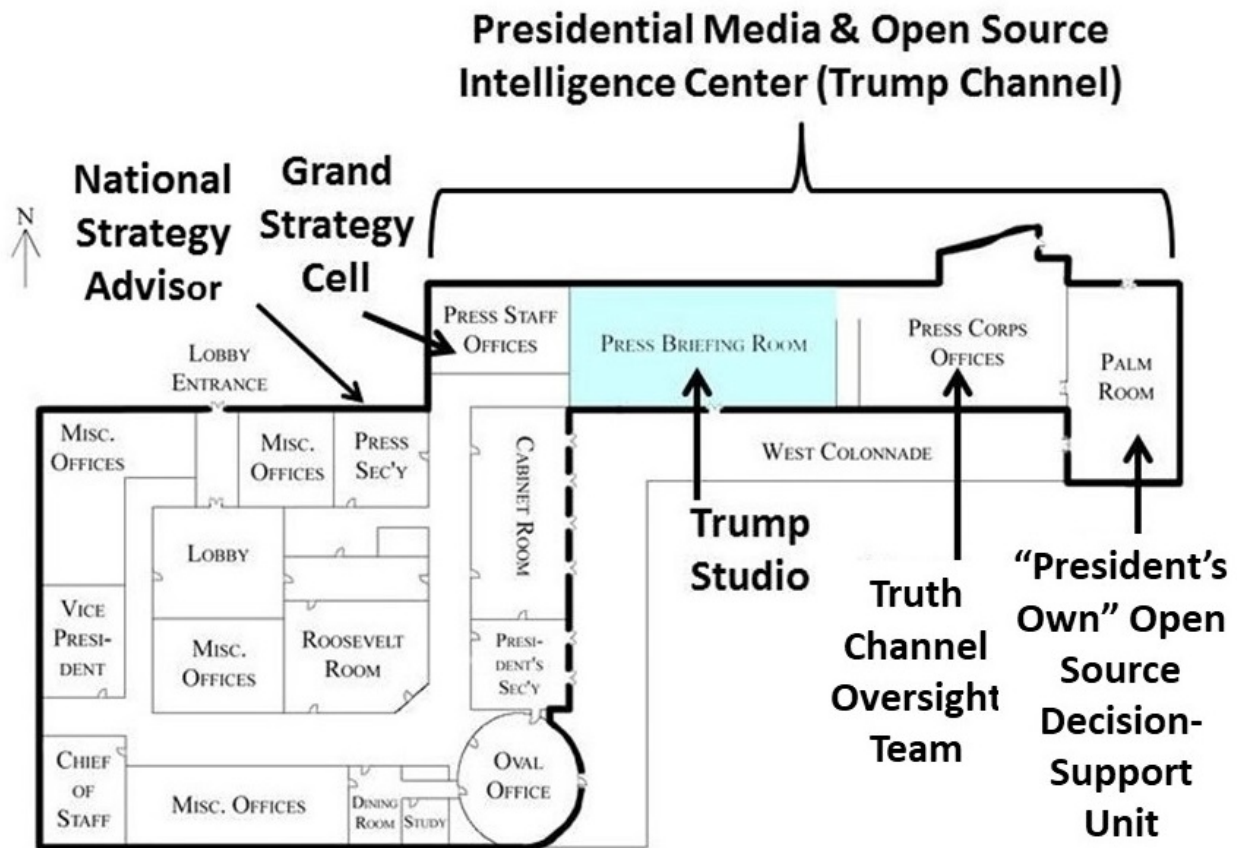 Presidential Media & Open Source
Intelligence Center (Trump Channel)
National
Strategy
Advisor
Grand
Strategy
Cell
N
LOBBY
ENTRANCE
PRESS STAFF
OFFICES
PRESS BRIEFING ROOM
PRESS CORPS
OFFICES
PALM
ROOM
MISC.
OFFICES
MISC.
OFFICES
PRESS
SEC'Y
CABINET ROOM
WEST COLONNADE
LOBBY
VICE
PRESI-
DENT
MISC.
OFFICES
ROOSEVELT
ROOM
PRESI-
DENT'S
SEC'Y
CHIEF
OF
STAFF
MISC. OFFICES
DINING
ROOM
STUDY
OVAL
OFFICE
Trump
Studio
Truth
Channel
Oversight
Team
“President’s
Own” Open
Source
Decision-
Support
Unit